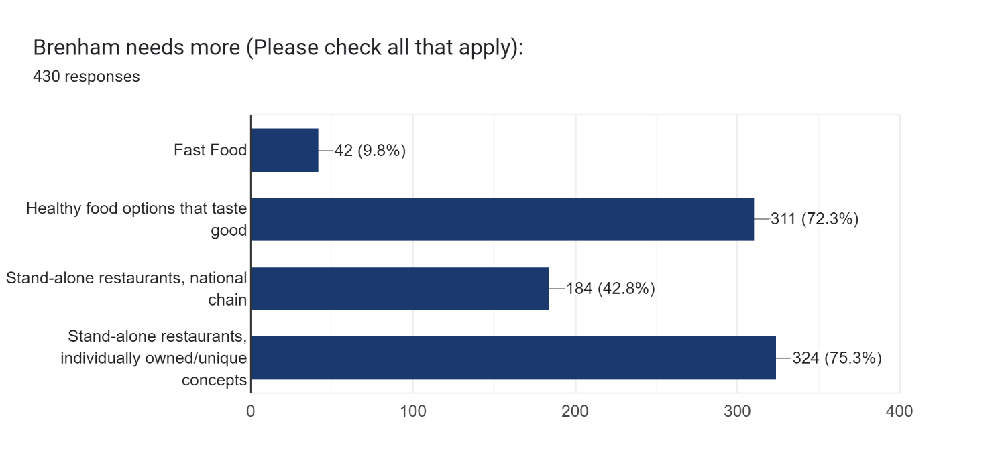 Brenham needs more (Please check all that apply):
430 responses
Fast Food
42 (9.8%)
Healthy food options that taste
good
311 (72.3%)
Stand-alone restaurants, national
chain
184 (42.8%)
Stand-alone restaurants,
individually owned/unique
concepts
324 (75.3%)
0 100 200 300 400